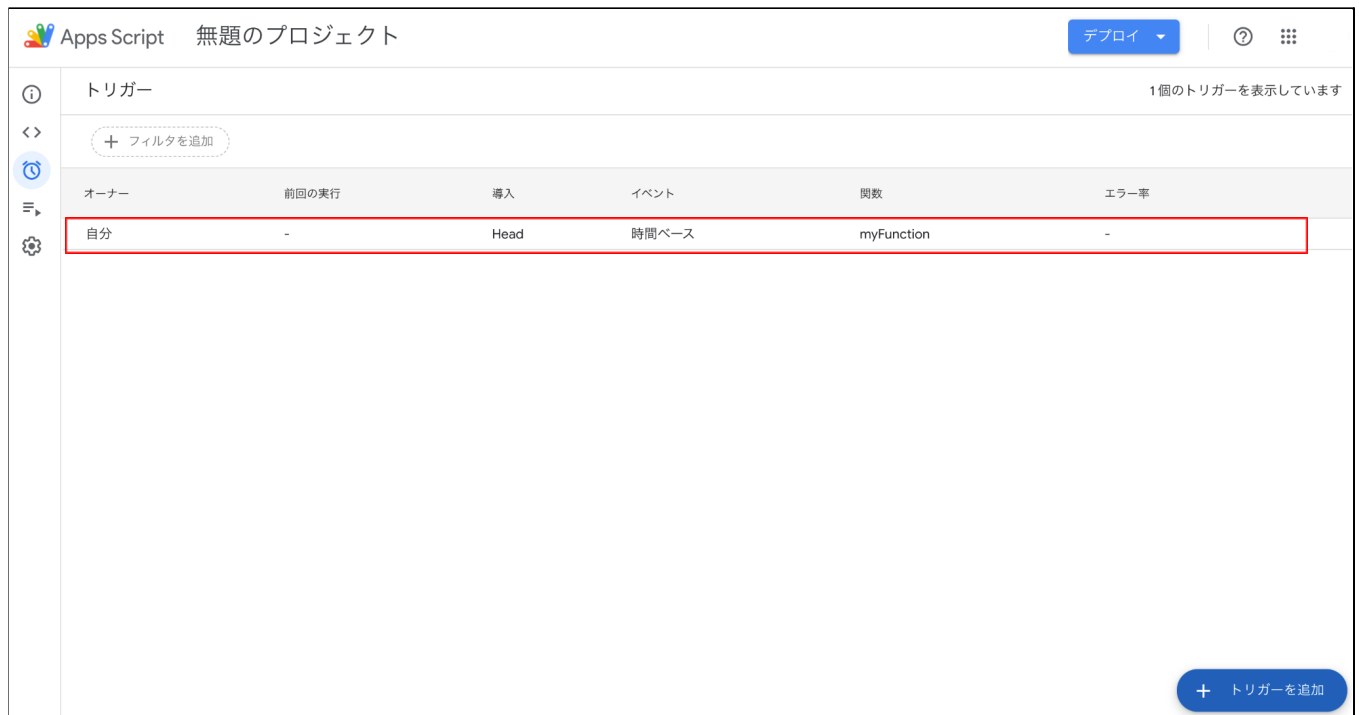 Apps Script 無題のプロジェクト デプロイ
トリガー 1個のトリガーを表示しています
フィルタを追加
オーナー 前回の実行 導入 イベント 関数 エラー率
自分 - Head 時間ベース myFunction -
トリガーを追加